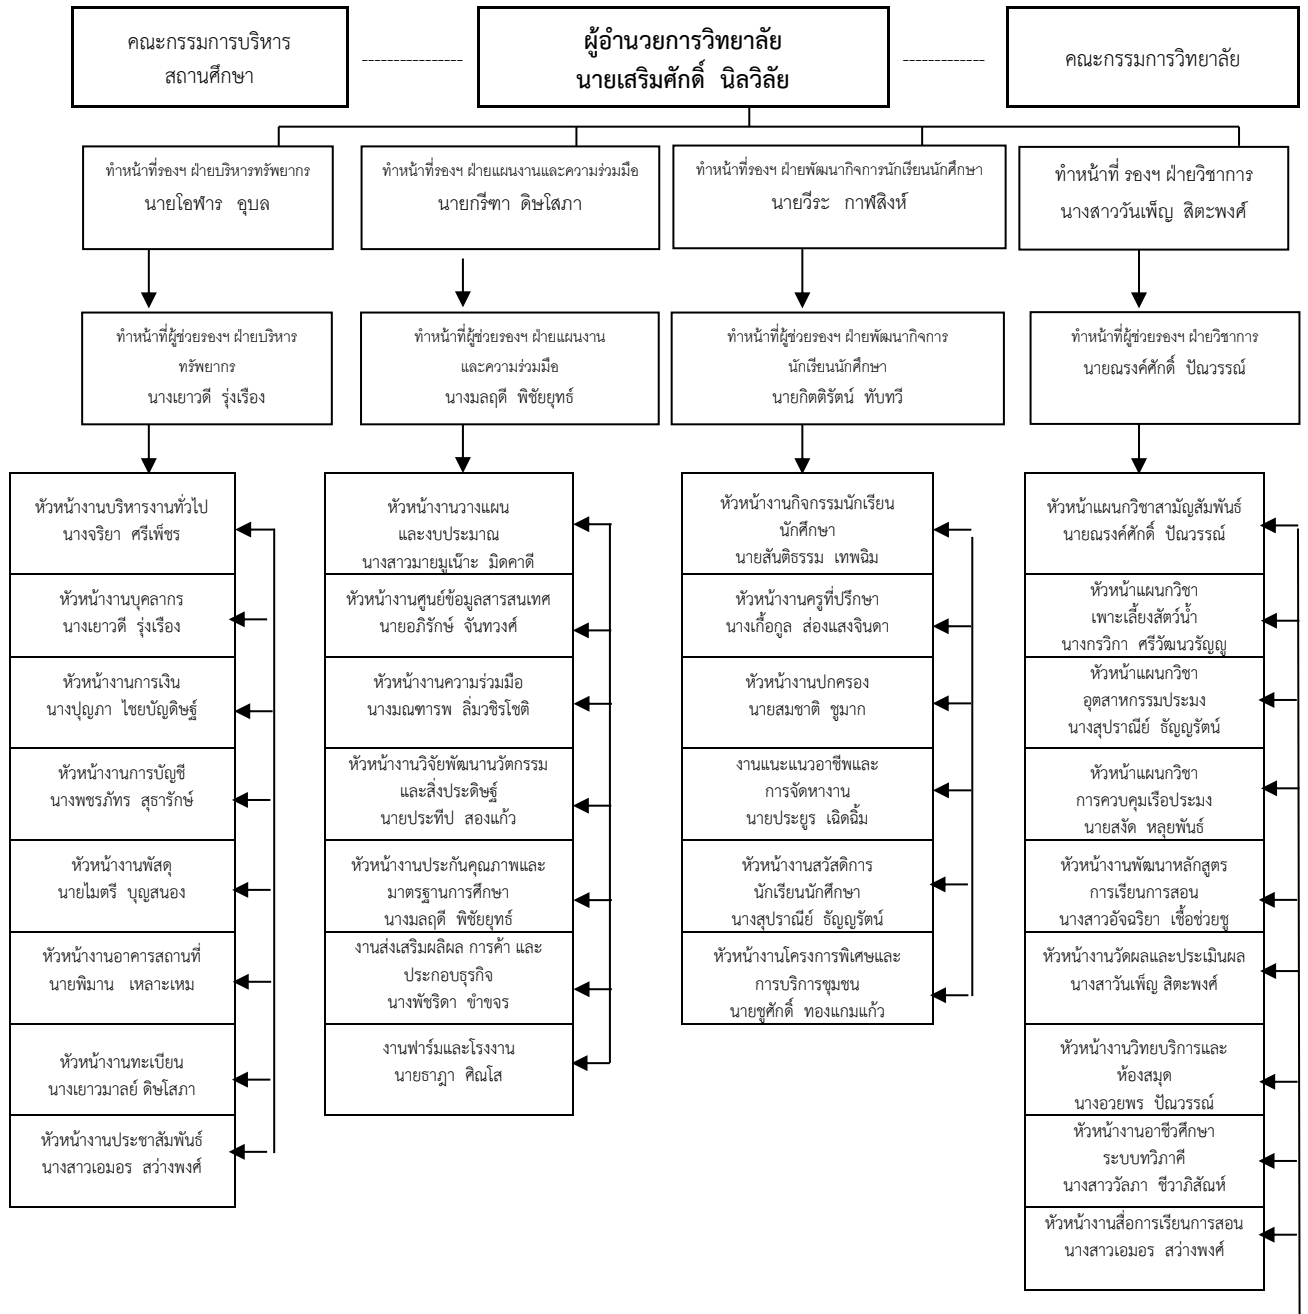 คณะกรรมการบริหาร
สถานศึกษา
----------------
ผู้อำนวยการวิทยาลัย
นายเสริมศักดิ์ นิลวิลัย
-------------
คณะกรรมการวิทยาลัย
ทำหน้าที่รองฯ ฝ่ายบริหารทรัพยากร
นายโอฬาร อุบล
ทำหน้าที่รองฯ ฝ่ายแผนงานและความร่วมมือ
นายกรีฑา ดิษโสภา
ทำหน้าที่รองฯ ฝ่ายพัฒนากิจการนักเรียนนักศึกษา
นายวีระ กาฬสิงห์
ทำหน้าที่ รองฯ ฝ่ายวิชาการ
นางสาววันเพ็ญ สิตะพงศ์
ทำหน้าที่ผู้ช่วยรองฯ ฝ่ายบริหาร
ทรัพยากร
นางเยาวดี รุ่งเรือง
ทำหน้าที่ผู้ช่วยรองฯ ฝ่ายแผนงาน
และความร่วมมือ
นางมลฤดี พิชัยยุทธ์
ทำหน้าที่ผู้ช่วยรองฯ ฝ่ายพัฒนากิจการ
นักเรียนนักศึกษา
นายกิตติรัตน์ ทับทวี
ทำหน้าที่ผู้ช่วยรองฯ ฝ่ายวิชาการ
นายณรงค์ศักดิ์ ปัณวรรณ์
หัวหน้างานบริหารงานทั่วไป
นางจริยา ศรีเพ็ชร
หัวหน้างานบุคลากร
นางเยาวดี รุ่งเรือง
หัวหน้างานการเงิน
นางปุญภา ไชยบัญดิษฐ์
หัวหน้างานการบัญชี
นางพชรภัทร สุธารักษ์
หัวหน้างานพัสดุ
นายไมตรี บุญสนอง
หัวหน้างานอาคารสถานที่
นายพิมาน เหลาะเหม
หัวหน้างานทะเบียน
นางเยาวมาลย์ ดิษโสภา
หัวหน้างานประชาสัมพันธ์
นางสาวเอมอร สว่างพงศ์
หัวหน้างานวางแผน
และงบประมาณ
นางสาวมายมูเน๊าะ มิดคาดี
หัวหน้างานศูนย์ข้อมูลสารสนเทศ
นายอภิรักษ์ จันทวงศ์
หัวหน้างานความร่วมมือ
นางมณฑารพ ลิ่มวชิรโชติ
หัวหน้างานวิจัยพัฒนานวัตกรรม
และสิ่งประดิษฐ์
นายประทีป สองแก้ว
หัวหน้างานประกันคุณภาพและ
มาตรฐานการศึกษา
นางมลฤดี พิชัยยุทธ์
งานส่งเสริมผลิผล การค้า และ
ประกอบธุรกิจ
นางพัชริดา ขำขจร
งานฟาร์มและโรงงาน
นายธาฎา ศิณโส
หัวหน้างานกิจกรรมนักเรียน
นักศึกษา
นายสันติธรรม เทพฉิม
หัวหน้างานครูที่ปรึกษา
นางเกื้อกูล ส่องแสงจินดา
หัวหน้างานปกครอง
นายสมชาติ ชูมาก
งานแนะแนวอาชีพและ
การจัดหางาน
นายประยูร เฉิดฉิ้ม
หัวหน้างานสวัสดิการ
นักเรียนนักศึกษา
นางสุปราณีย์ ธัญญรัตน์
หัวหน้างานโครงการพิเศษและ
การบริการชุมชน
นายชูศักดิ์ ทองแกมแก้ว
หัวหน้าแผนกวิชาสามัญสัมพันธ์
นายณรงค์ศักดิ์ ปัณวรรณ์
หัวหน้าแผนกวิชา
เพาะเลี้ยงสัตว์น้ำ
นางกรวิกา ศรีวัฒนวรัญญู
หัวหน้าแผนกวิชา
อุตสาหกรรมประมง
นางสุปราณีย์ ธัญญรัตน์
หัวหน้าแผนกวิชา
การควบคุมเรือประมง
นายสงัด หลุยพันธ์
หัวหน้างานพัฒนาหลักสูตร
การเรียนการสอน
นางสาวอัจฉริยา เชื้อช่วยชู
หัวหน้างานวัดผลและประเมินผล
นางสาวันเพ็ญ สิตะพงศ์
หัวหน้างานวิทยบริการและ
ห้องสมุด
นางอวยพร ปัณวรรณ์
หัวหน้างานอาชีวศึกษา
ระบบทวิภาคี
นางสาววัลภา ชีวาภิสัณห์
หัวหน้างานสื่อการเรียนการสอน
นางสาวเอมอร สว่างพงศ์